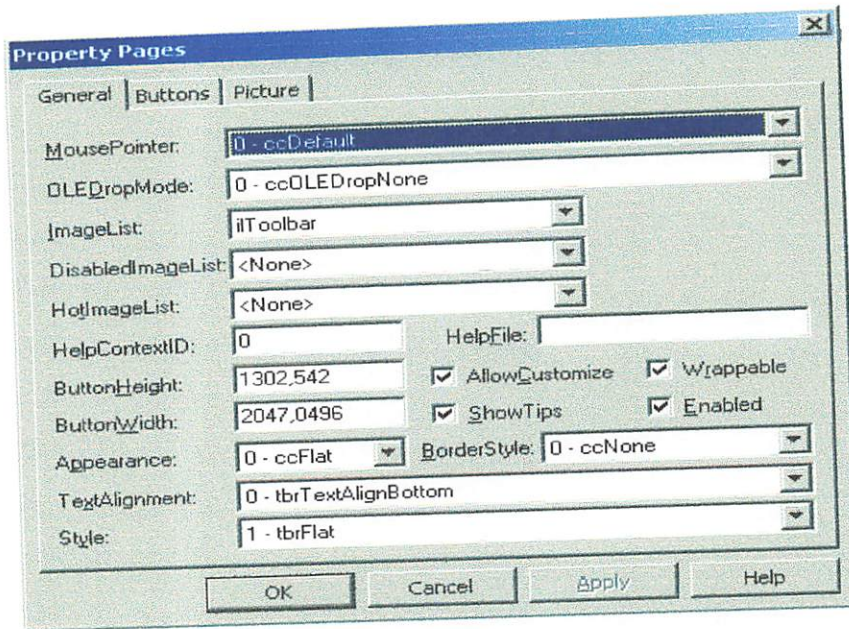 Property Pages
General Buttons Picture
MousePointer: 0 - ccDefault
OLEDropMode: 0 - ccOLEDropNone
ImageList: ilToolbar
DisabledImageList: <None>
HotImageList: <None>
HelpContextID: 0 HelpFile:
ButtonHeight: 1302,542 AllowCustomize Wrappable
ButtonWidth: 2047,0496 ShowTips Enabled
Appearance: 0 - ccFlat BorderStyle: 0 - ccNone
TextAlignment: 0 - tbrTextAlignBottom
Style: 1 - tbrFlat
OK Cancel Apply Help